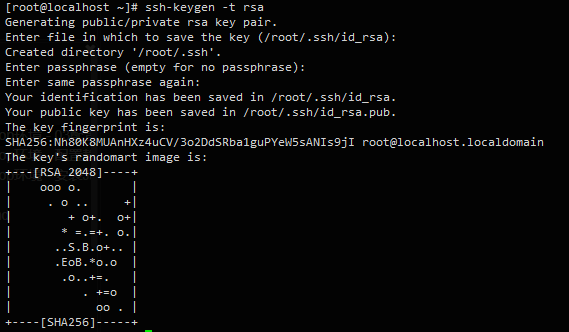 [root@localhost ~]# ssh-keygen -t rsa
Generating public/private rsa key pair.
Enter file in which to save the key (/root/.ssh/id_rsa):
Created directory '/root/.ssh'.
Enter passphrase (empty for no passphrase):
Enter same passphrase again:
Your identification has been saved in /root/.ssh/id_rsa.
Your public key has been saved in /root/.ssh/id_rsa.pub.
The key fingerprint is:
SHA256:Nh80K8MUAnHXz4uCV/3o2DdSRba1guPYeW5sANIs9jI root@localhost.localdomain
The key's randomart image is:
+---[RSA 2048]----+
|    ooo o.       |
|     . o ..     +|
|        + o+.  o+|
|       * =.=+. o.|
|      ..S.B.o+.. |
|      .EoB.*o.o  |
|       .o..+=.   |
|          . +=o  |
|            oo . |
+----[SHA256]-----+